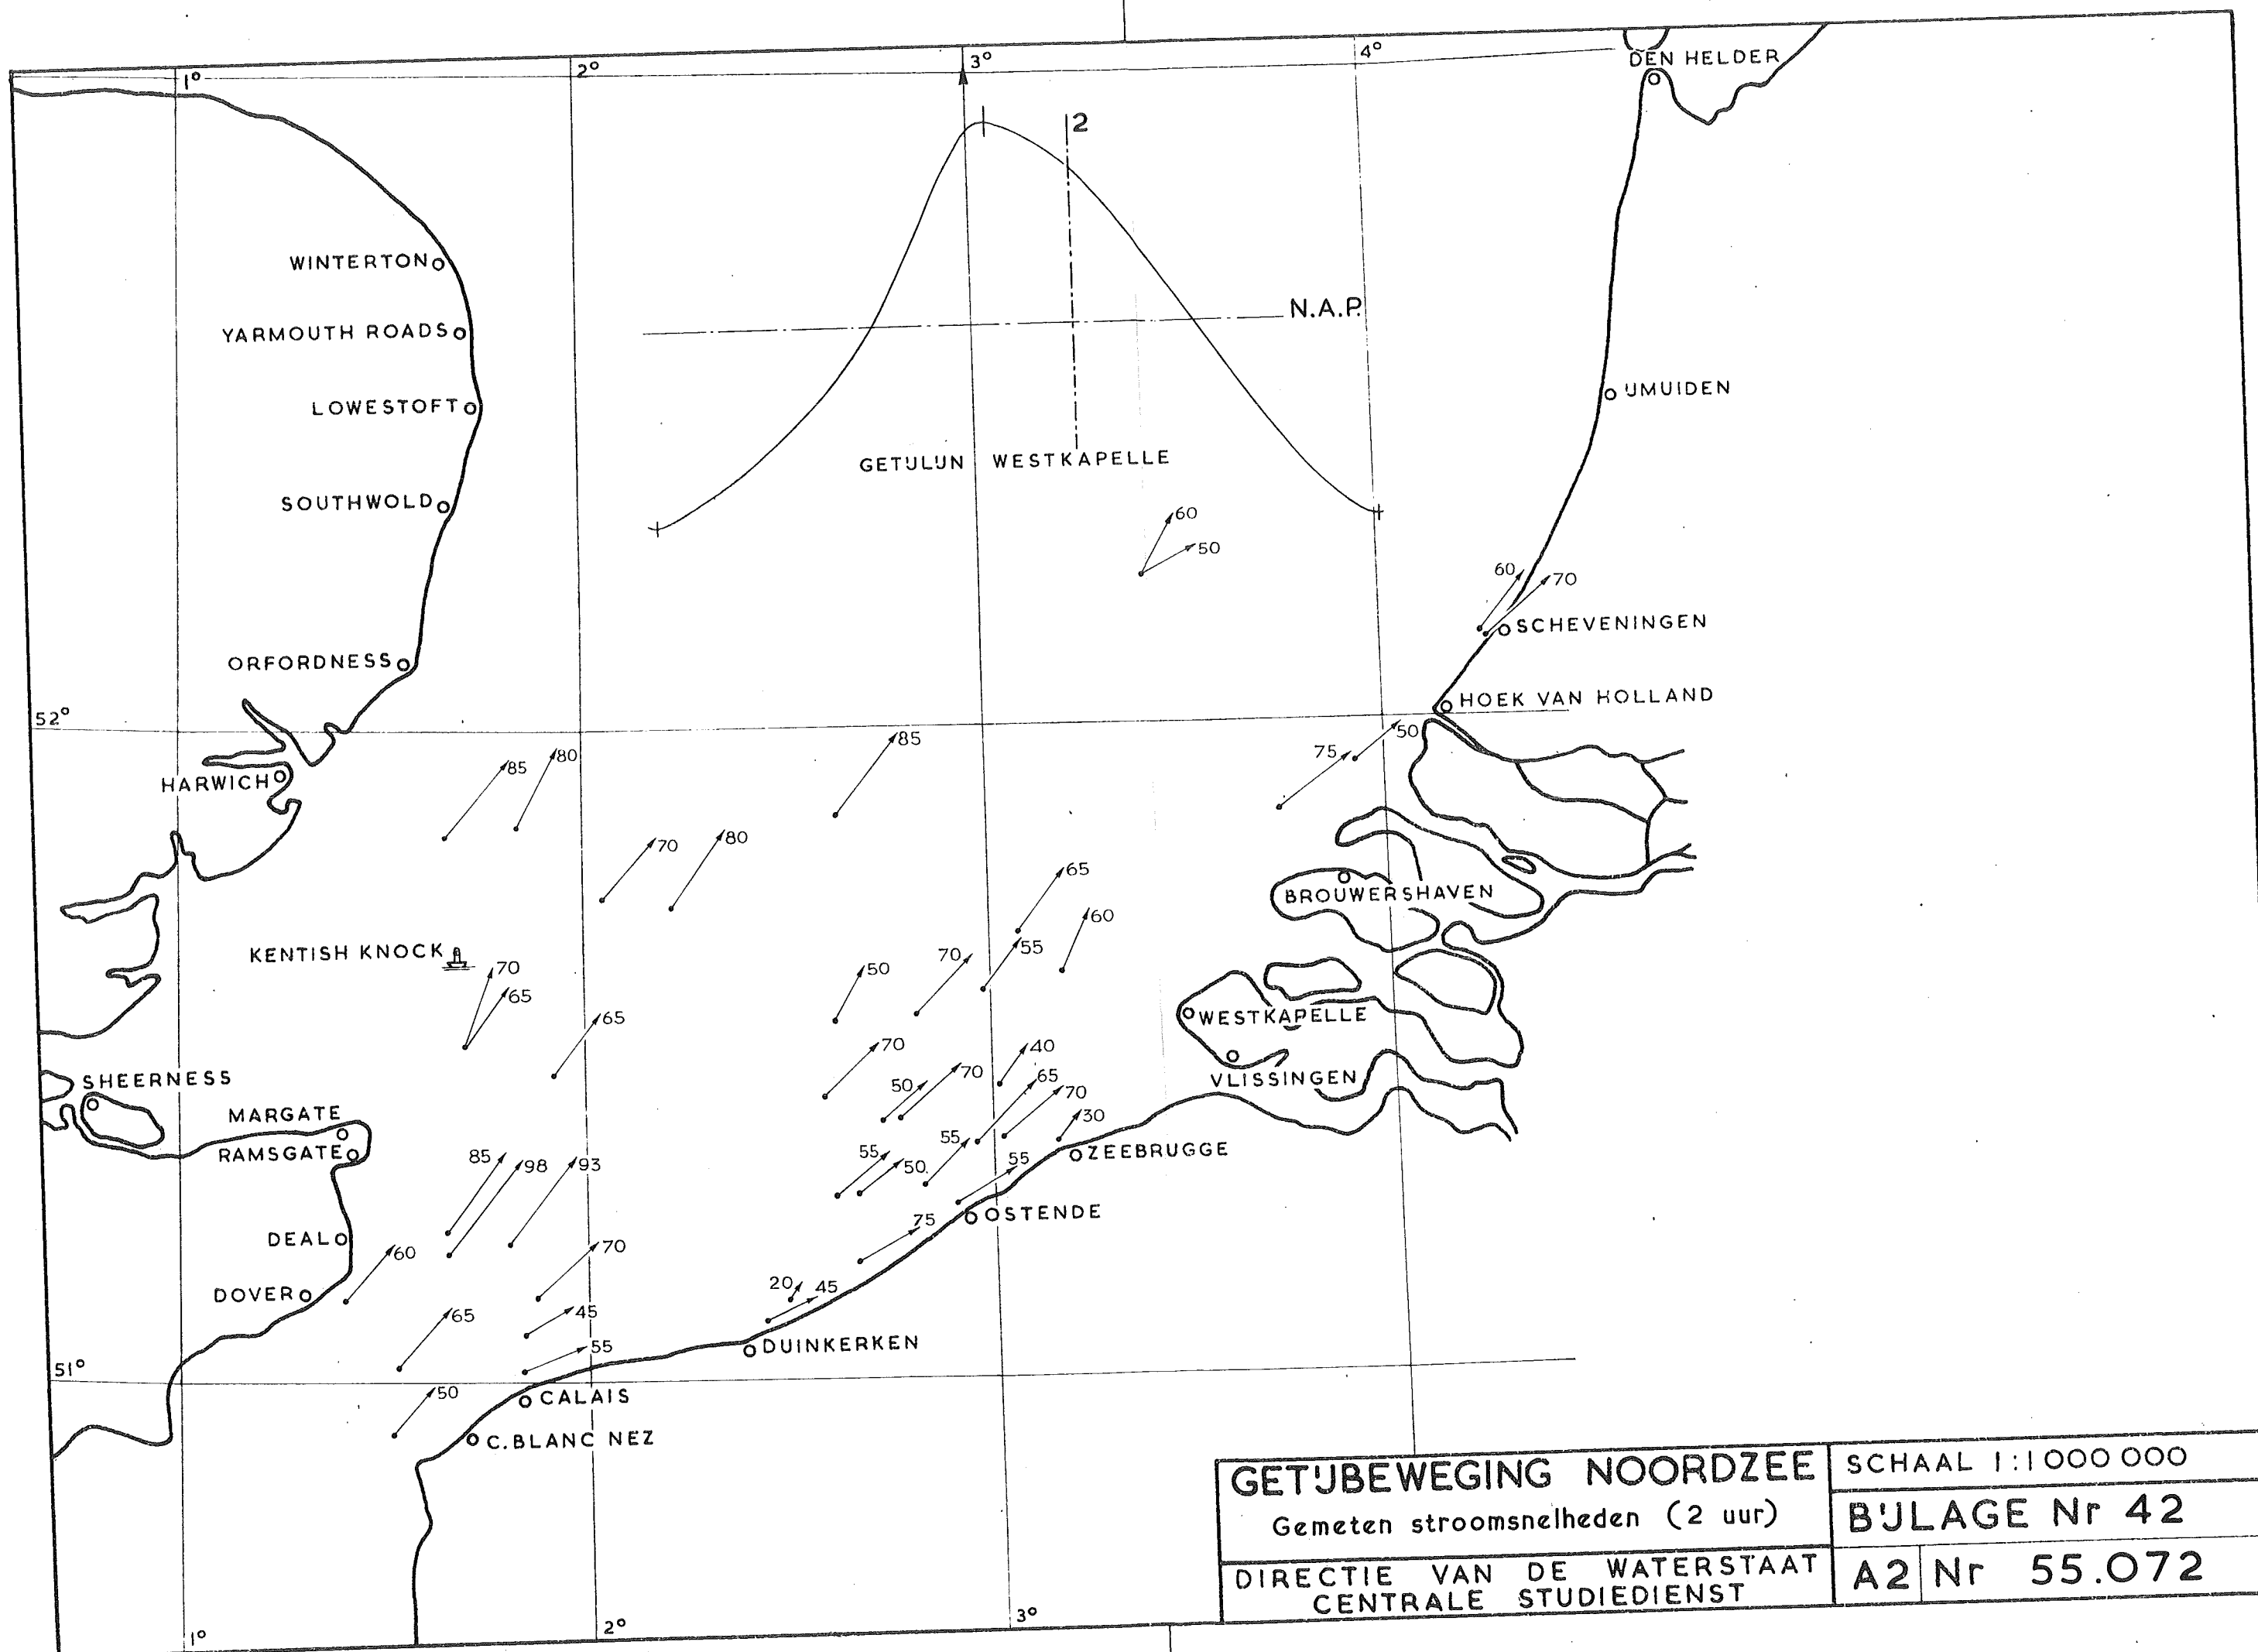 1°
2°
3°
4°
DEN HELDER
2
WINTERTON
N.A.P.
YARMOUTH ROADS
IJMUIDEN
LOWESTOFT
GETIJLIJN WESTKAPELLE
SOUTHWOLD
60
50
60
70
SCHEVENINGEN
ORFORDNESS
HOEK VAN HOLLAND
52°
50
85
75
80
85
HARWICH
70
80
65
BROUWERSHAVEN
60
KENTISH KNOCK
55
70
70
50
65
WESTKAPELLE
65
70
40
SHEERNESS
50
70
65
VLISSINGEN
70
MARGATE
30
RAMSGATE
55
ZEEBRUGGE
85
98
93
55
50
55
OSTENDE
75
DEAL
60
70
DOVER
20
45
65
45
DUINKERKEN
55
51°
50
CALAIS
C.BLANC NEZ
GETIJBEWEGING NOORDZEE
Gemeten stroomsnelheden (2 uur)
DIRECTIE VAN DE WATERSTAAT
CENTRALE STUDIEDIENST
SCHAAL 1:1000 000
BIJLAGE Nr 42
A2 Nr 55.072
1°
2°
3°